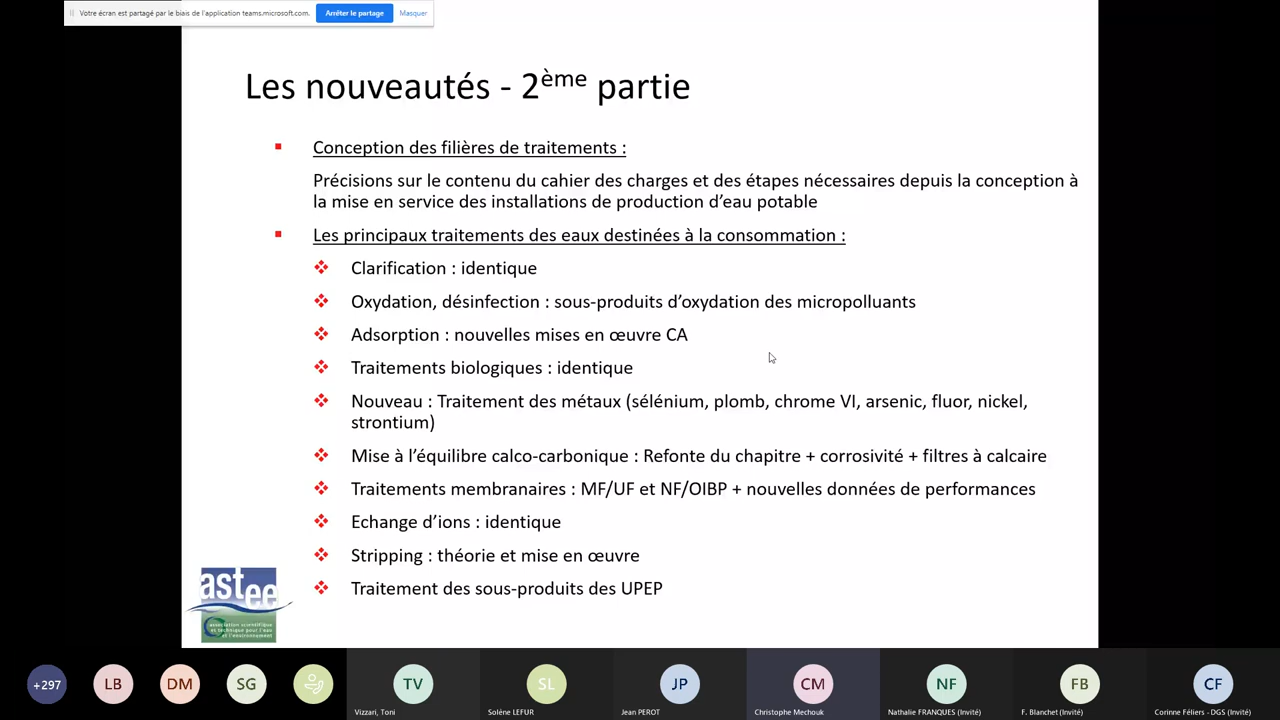 Votre écran est partagé par le biais de l'application teams.microsoft.com. Arrêter le partage Masquer
Les nouveautés - 2ème partie
Conception des filières de traitements :
Précisions sur le contenu du cahier des charges et des étapes nécessaires depuis la conception à
la mise en service des installations de production d'eau potable
Les principaux traitements des eaux destinées à la consommation :
Clarification : identique
Oxydation, désinfection : sous-produits d'oxydation des micropolluants
Adsorption : nouvelles mises en œuvre CA
Traitements biologiques : identique
Nouveau : Traitement des métaux (sélénium, plomb, chrome VI, arsenic, fluor, nickel,
strontium)
Mise à l'équilibre calco-carbonique : Refonte du chapitre + corrosivité + filtres à calcaire
Traitements membranaires : MF/UF et NF/OIBP + nouvelles données de performances
Echange d'ions : identique
Stripping : théorie et mise en œuvre
Traitement des sous-produits des UPEP
astee
association scientifique
et technique pour l'eau
et l'environnement
+297 LB DM SG TV SL JP CM NF FB CF
Vizzari, Toni Solène LEFUR Jean PEROT Christophe Mechouk Nathalie FRANQUES (Invité) F. Blanchet (Invité) Corinne Féliers - DGS (Invité)